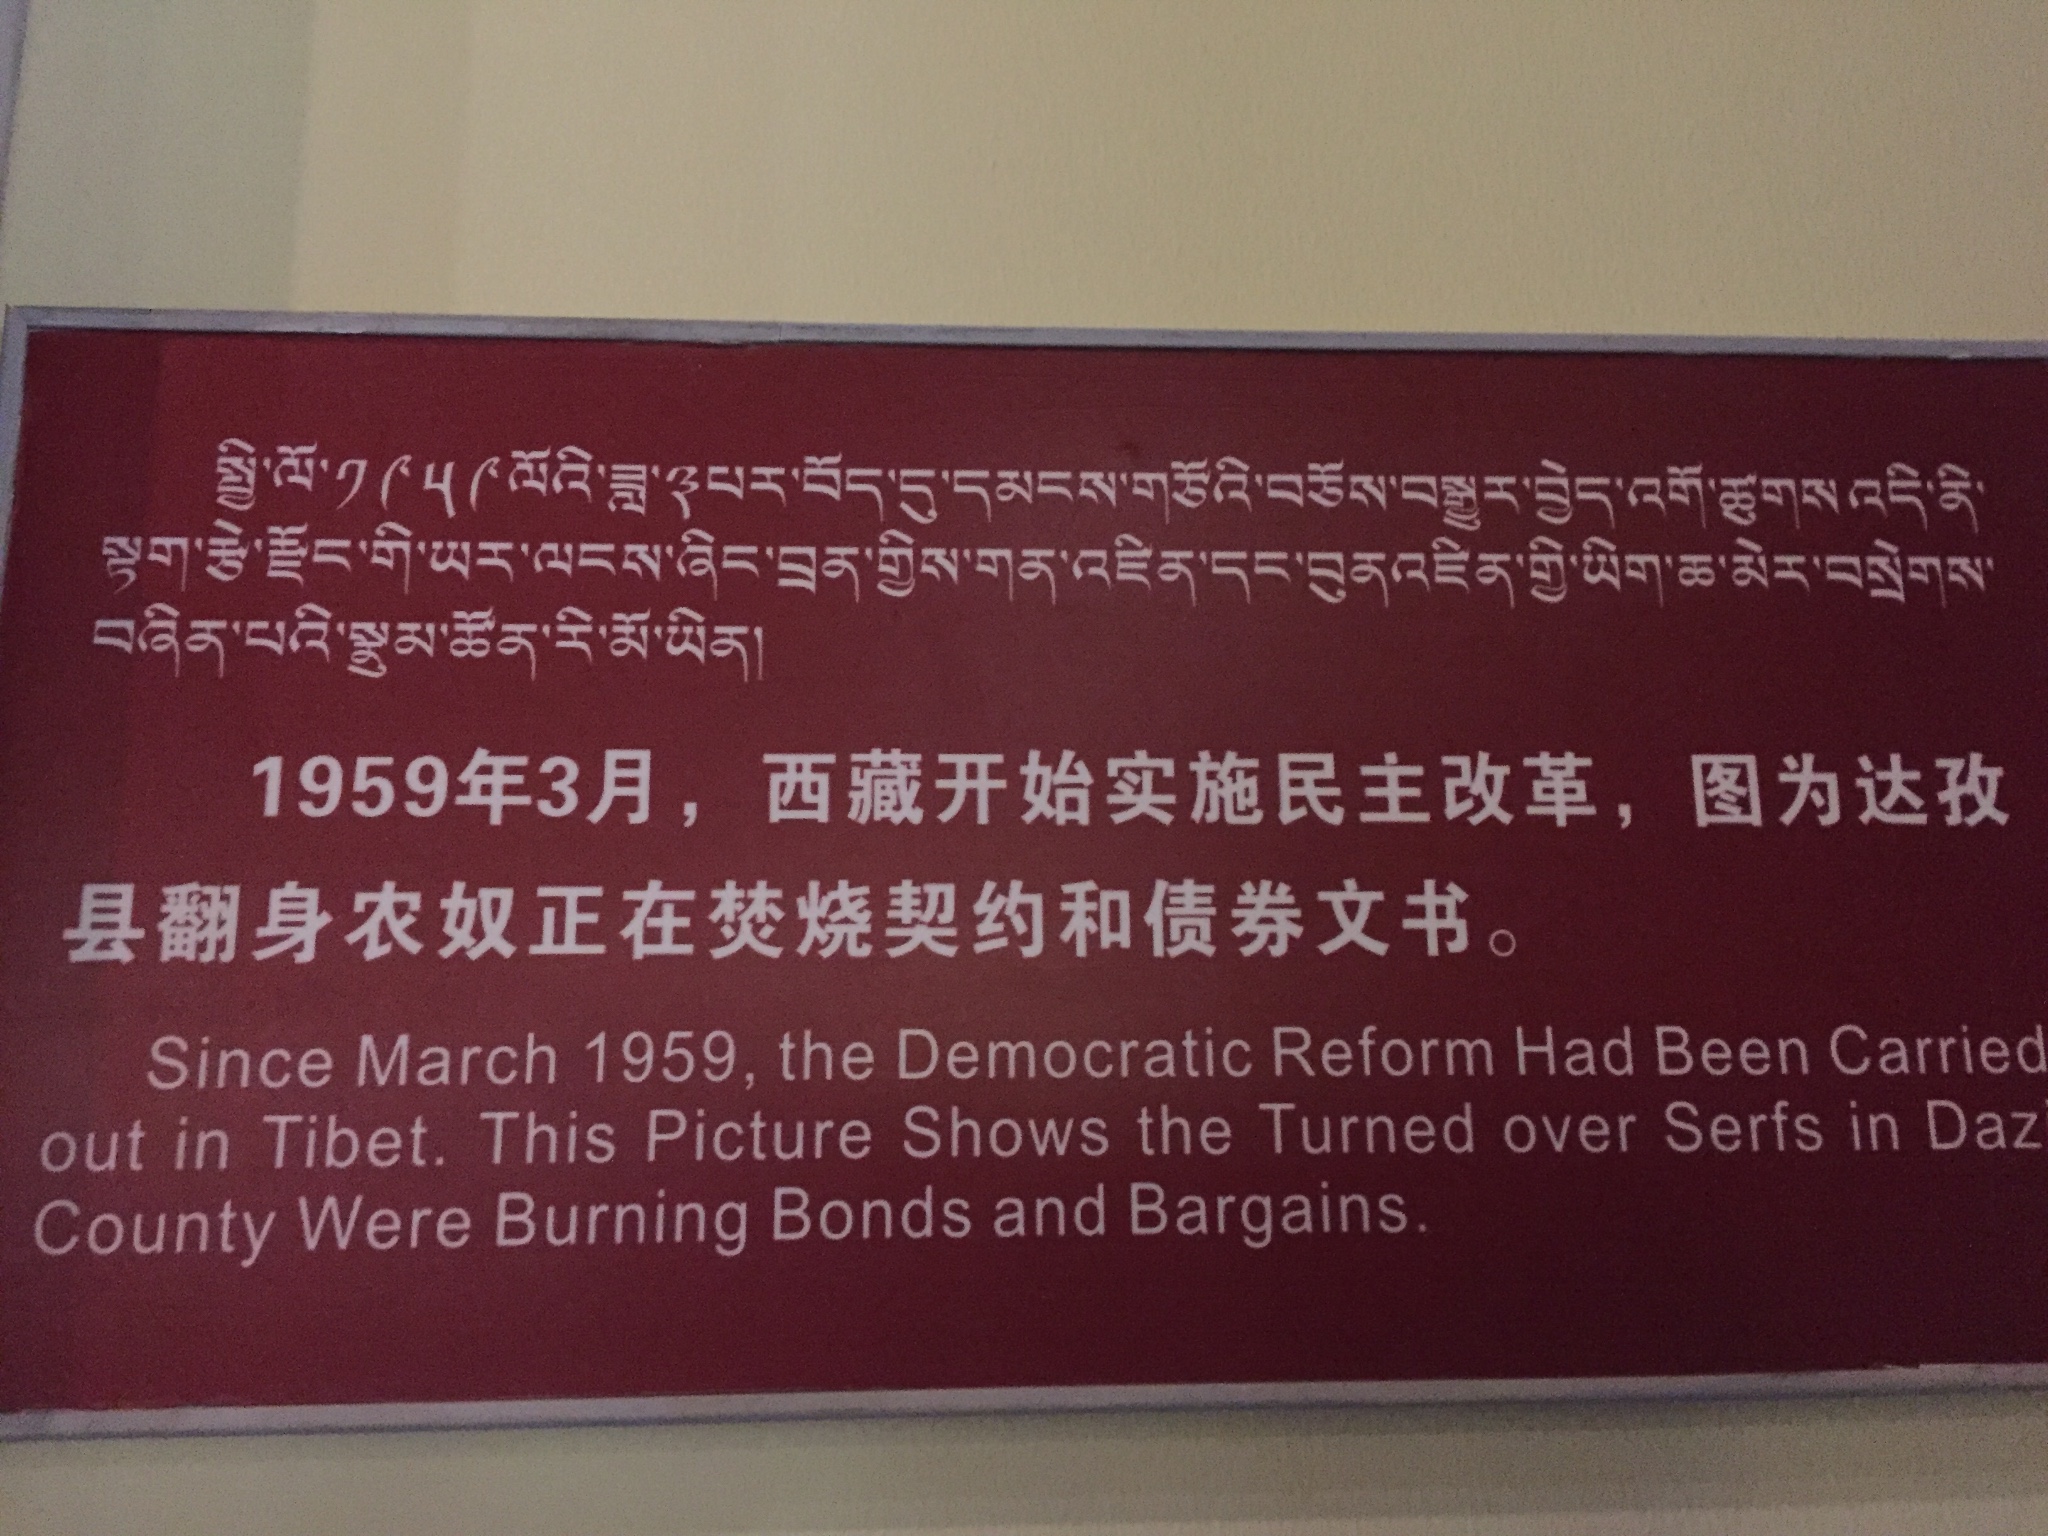 སྤྱི་ལོ་༡༩༥༩ལོའི་ཟླ་༣པར་བོད་དུ་དམངས་གཙོའི་བཅོས་བསྒྱུར་བྱེད་འགོ་ཚུགས་འདི་ནི་
སྟག་རྩེ་རྫོང་གི་ཡར་ལངས་ཞིང་བྲན་གྱིས་གན་འཛིན་དང་བུནའཛིན་གྱི་ཡིག་ཆ་མེར་བསྲེགས་
བཞིན་པའི་སྣུམ་ཚོན་རི་མོ་ཡིན།
1959年3月，西藏开始实施民主改革，图为达孜
县翻身农奴正在焚烧契约和债券文书。
Since March 1959, the Democratic Reform Had Been Carried
out in Tibet. This Picture Shows the Turned over Serfs in Dazi
County Were Burning Bonds and Bargains.